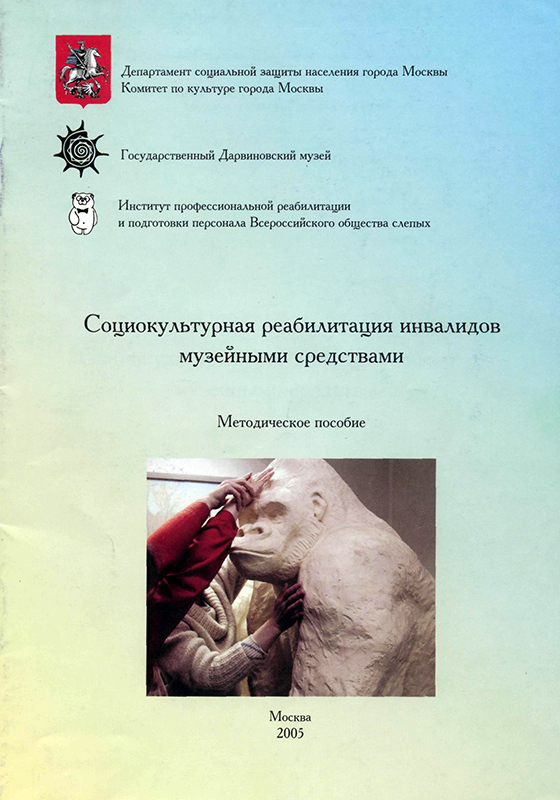 Департамент социальной защиты населения города Москвы
Комитет по культуре города Москвы
Государственный Дарвиновский музей
Институт профессиональной реабилитации
и подготовки персонала Всероссийского общества слепых
Социокультурная реабилитация инвалидов
музейными средствами
Методическое пособие
Москва
2005